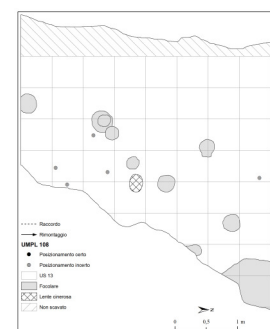 Raccordo
Rimontaggio
UMPL 108
Posizionamento certo
Posizionamento incerto
US 13
Focolare
Lente cinerosa
Non scavato
N
0 0,5 1 m